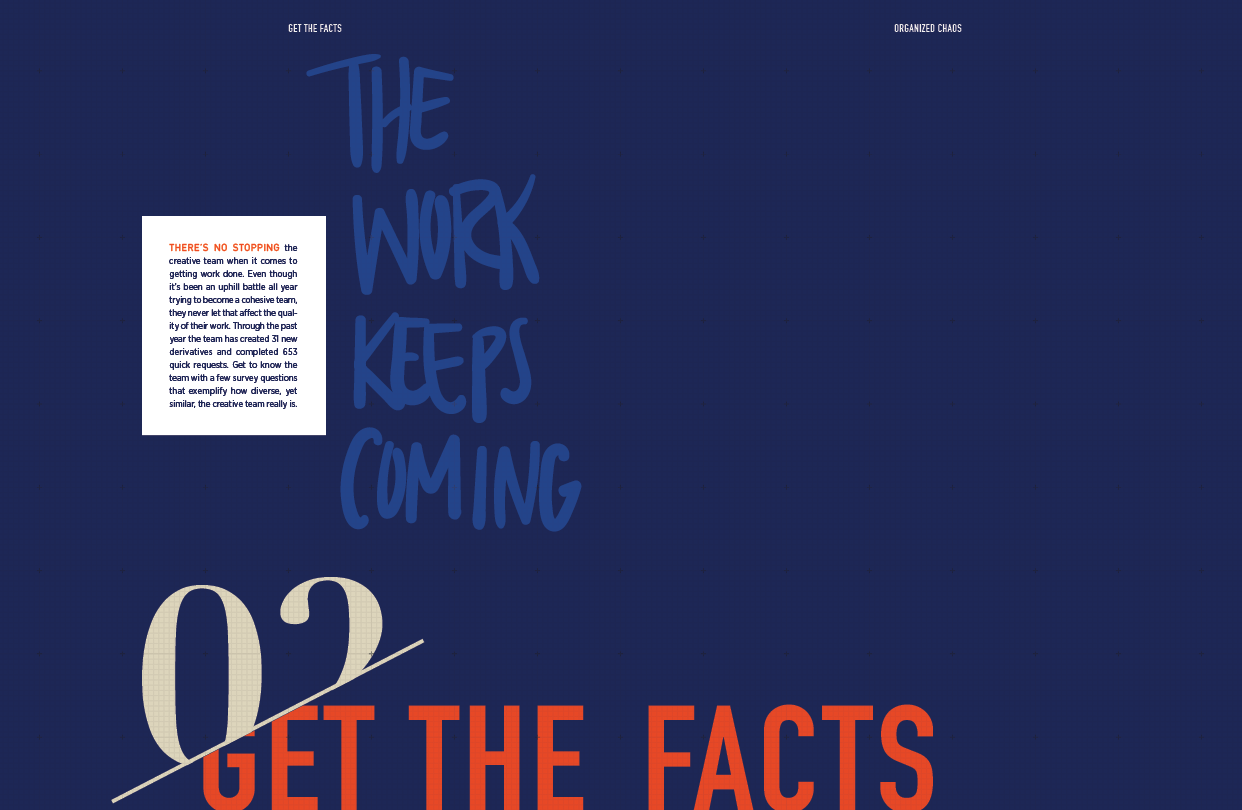 GET THE FACTS
ORGANIZED CHAOS
THE
WORK
KEEPS
COMING
THERE'S NO STOPPING the
creative team when it comes to
getting work done. Even though
it's been an uphill battle all year
trying to become a cohesive team,
they never let that affect the qual-
ity of their work. Through the past
year the team has created 31 new
derivatives and completed 653
quick requests. Get to know the
team with a few survey questions
that exemplify how diverse, yet
similar, the creative team really is.
02
GET THE FACTS